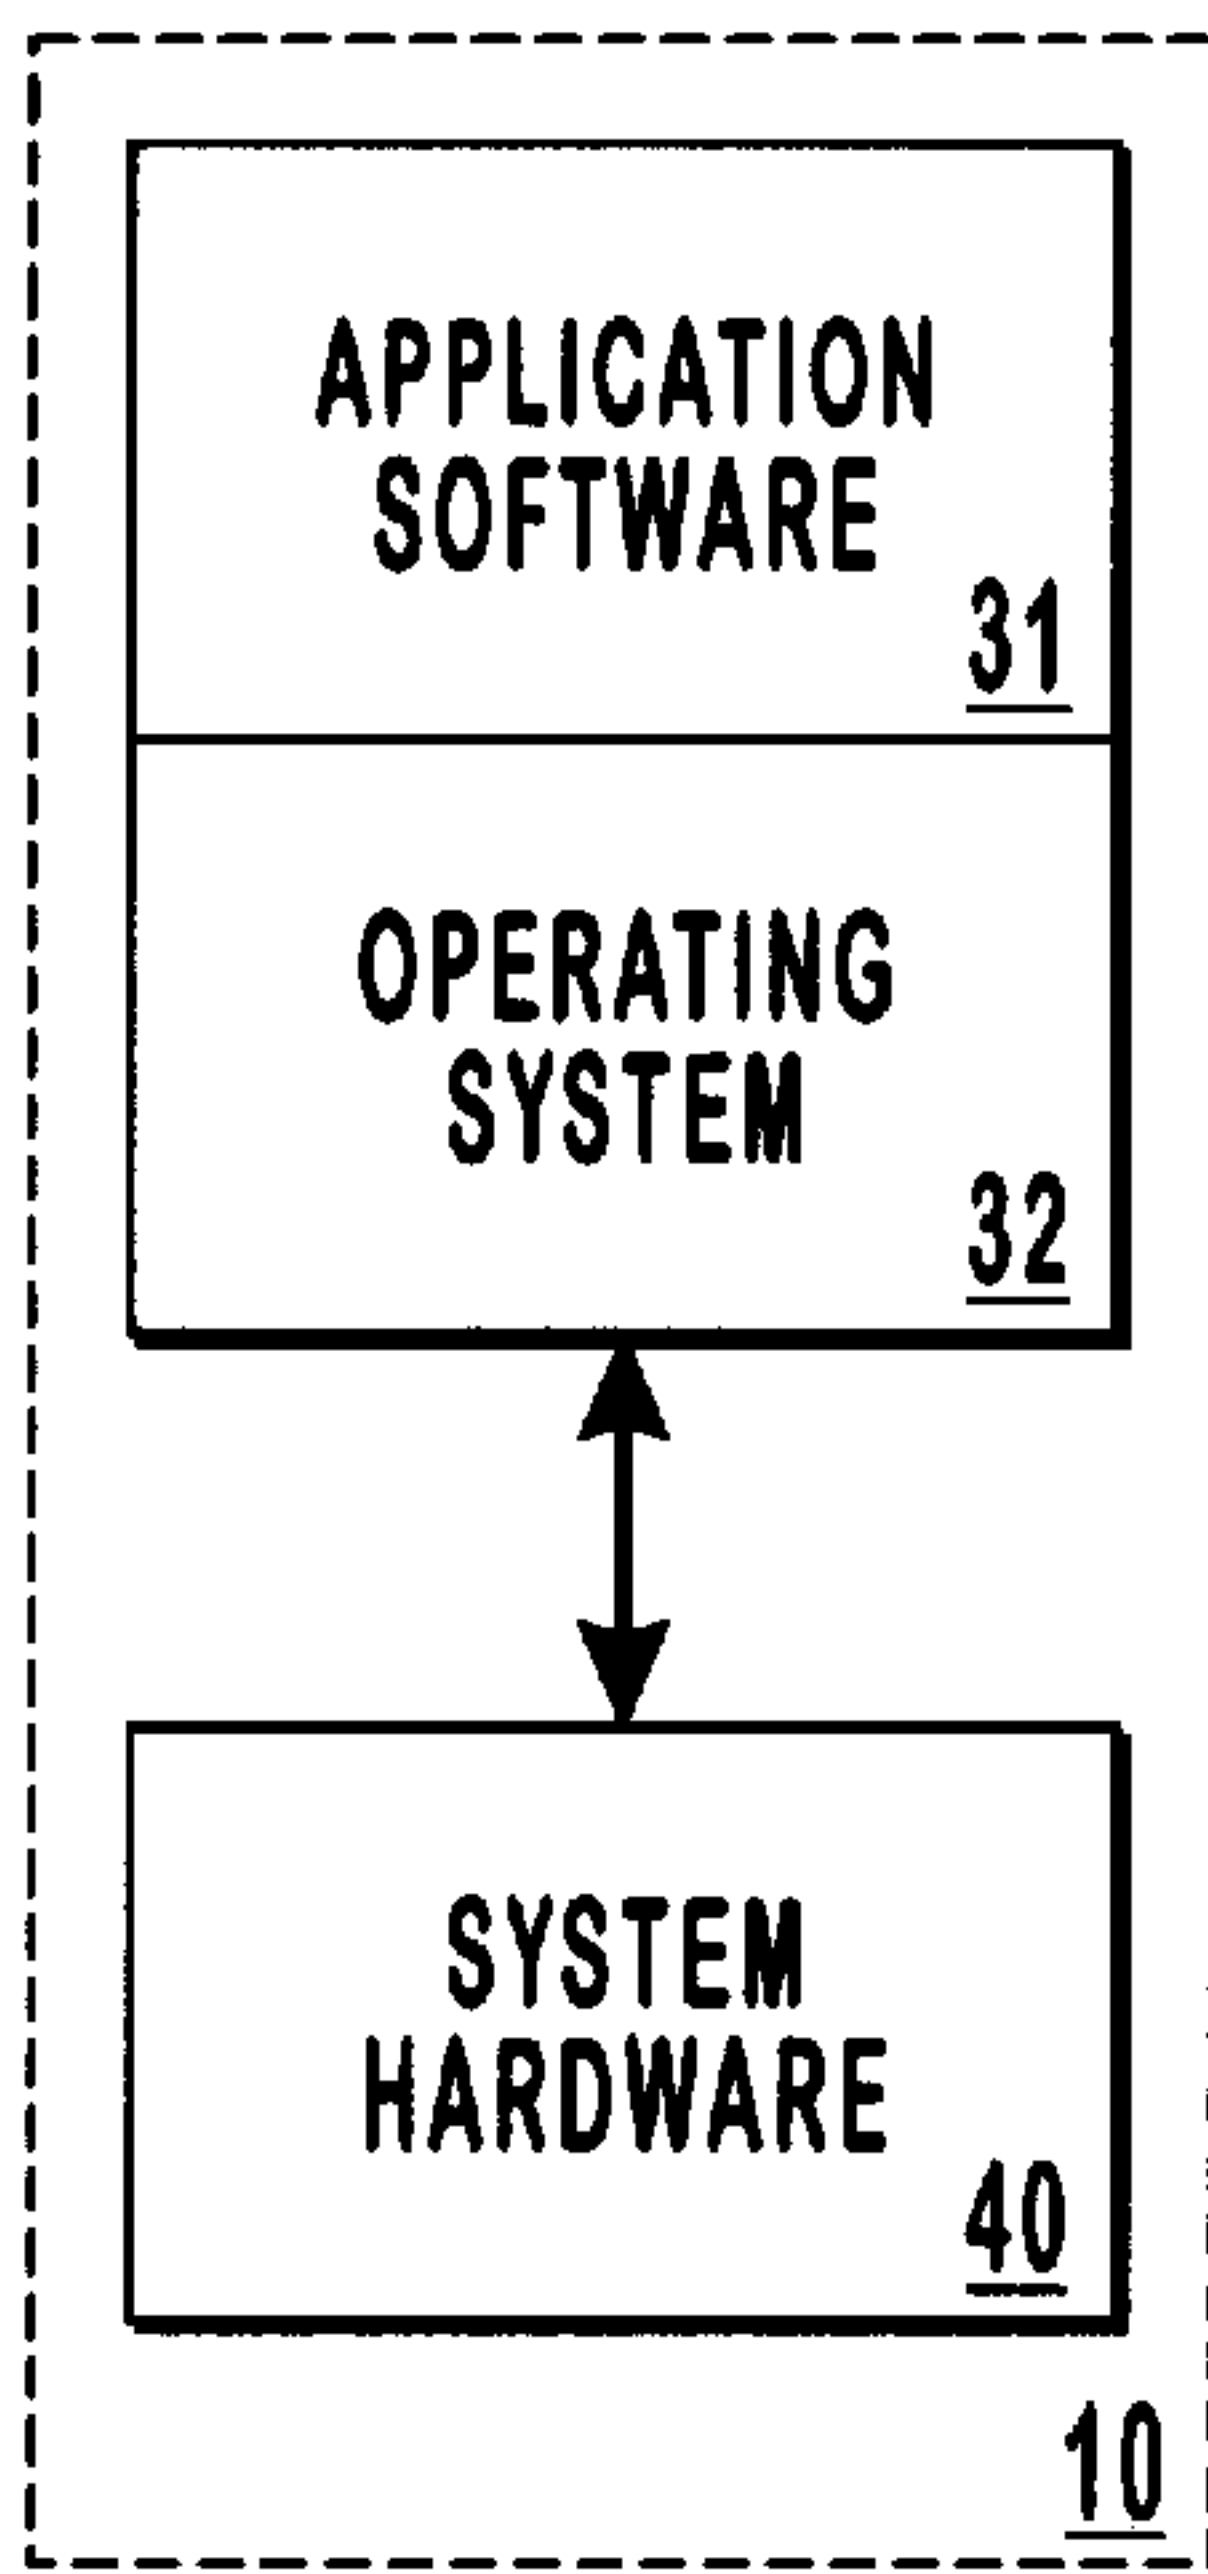 APPLICATION
SOFTWARE
31
OPERATING
SYSTEM
32
SYSTEM
HARDWARE
40
10